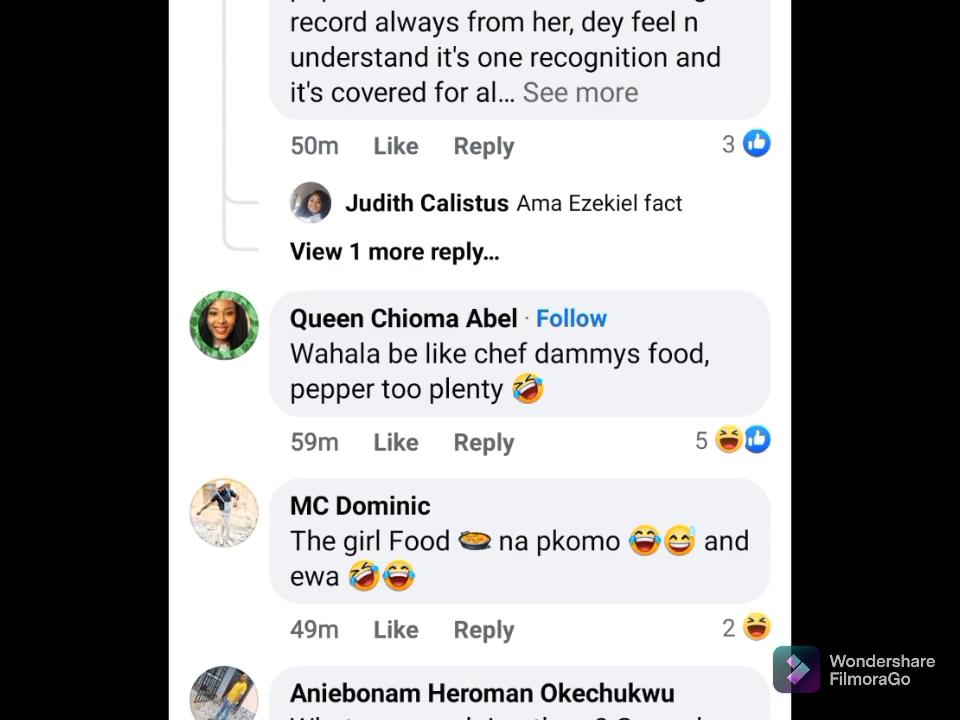 record always from her, dey feel n
understand it's one recognition and
it's covered for al... See more
50m Like Reply 3
Judith Calistus Ama Ezekiel fact
View 1 more reply...
Queen Chioma Abel · Follow
Wahala be like chef dammys food,
pepper too plenty 🤣
59m Like Reply 5
MC Dominic
The girl Food 🥘 na pkomo 😂😅 and
ewa 🤣😂
49m Like Reply 2
Aniebonam Heroman Okechukwu
Wondershare
FilmoraGo